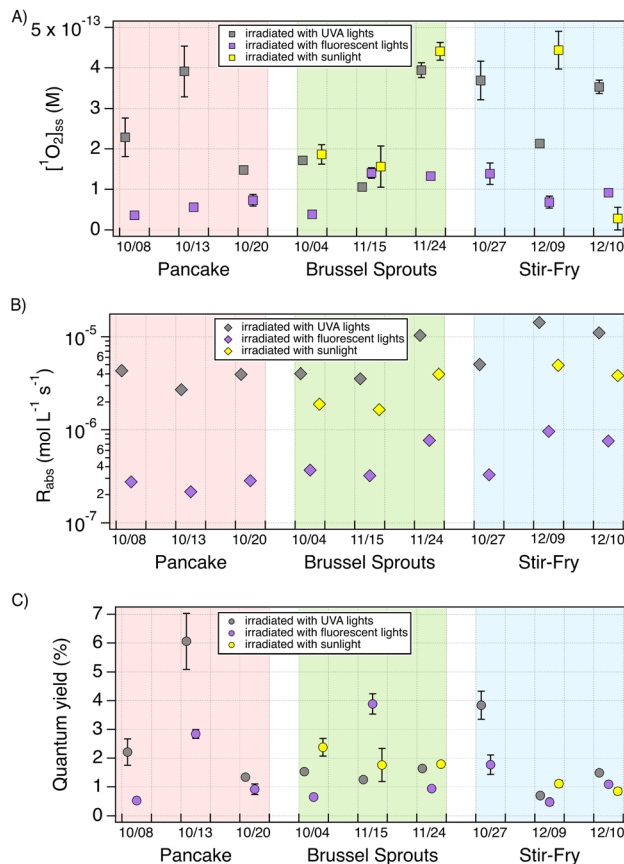 A)
5 x 10⁻¹³
irradiated with UVA lights
irradiated with fluorescent lights
irradiated with sunlight
4
3
2
1
0
[¹O₂]ss (M)
10/08 10/13 10/20 10/04 11/15 11/24 10/27 12/09 12/10
Pancake Brussel Sprouts Stir-Fry
B)
irradiated with UVA lights
irradiated with fluorescent lights
irradiated with sunlight
10⁻⁵
6
4
2
10⁻⁶
6
4
2
10⁻⁷
R_abs (mol L⁻¹ s⁻¹)
10/08 10/13 10/20 10/04 11/15 11/24 10/27 12/09 12/10
Pancake Brussel Sprouts Stir-Fry
C)
irradiated with UVA lights
irradiated with fluorescent lights
irradiated with sunlight
7
6
5
4
3
2
1
0
Quantum yield (%)
10/08 10/13 10/20 10/04 11/15 11/24 10/27 12/09 12/10
Pancake Brussel Sprouts Stir-Fry